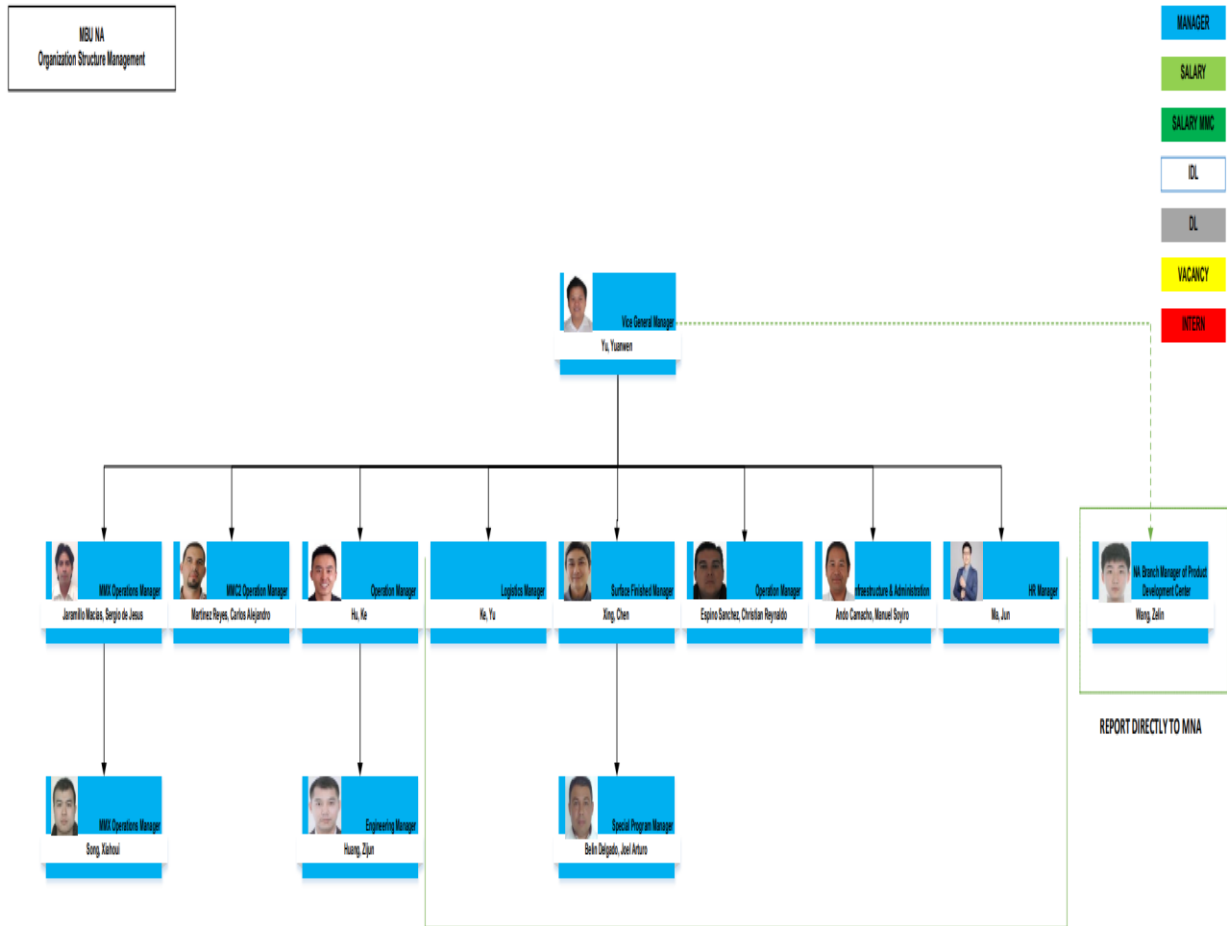 MBU NA
Organization Structure Management
MANAGER
SALARY
SALARY MMC
IDL
DL
VACANCY
INTERN
Vice General Manager
Yu, Yuanwen
MMX Operations Manager
Jaramillo Macias, Sergio de Jesus
MMC2 Operation Manager
Martinez Reyes, Carlos Alejandro
Operation Manager
Hu, Ke
Logistics Manager
Ke, Yu
Surface Finished Manager
Xing, Chen
Operation Manager
Espino Sanchez, Christian Reynaldo
nfraestructure & Administration
Ando Camacho, Manuel Soyiro
HR Manager
Ma, Jun
NA Branch Manager of Product
Development Center
Wang, Zelin
REPORT DIRECTLY TO MNA
MMX Operations Manager
Song, Xiahoui
Engineering Manager
Huang, Zijun
Special Program Manager
Belin Delgado, Joel Arturo